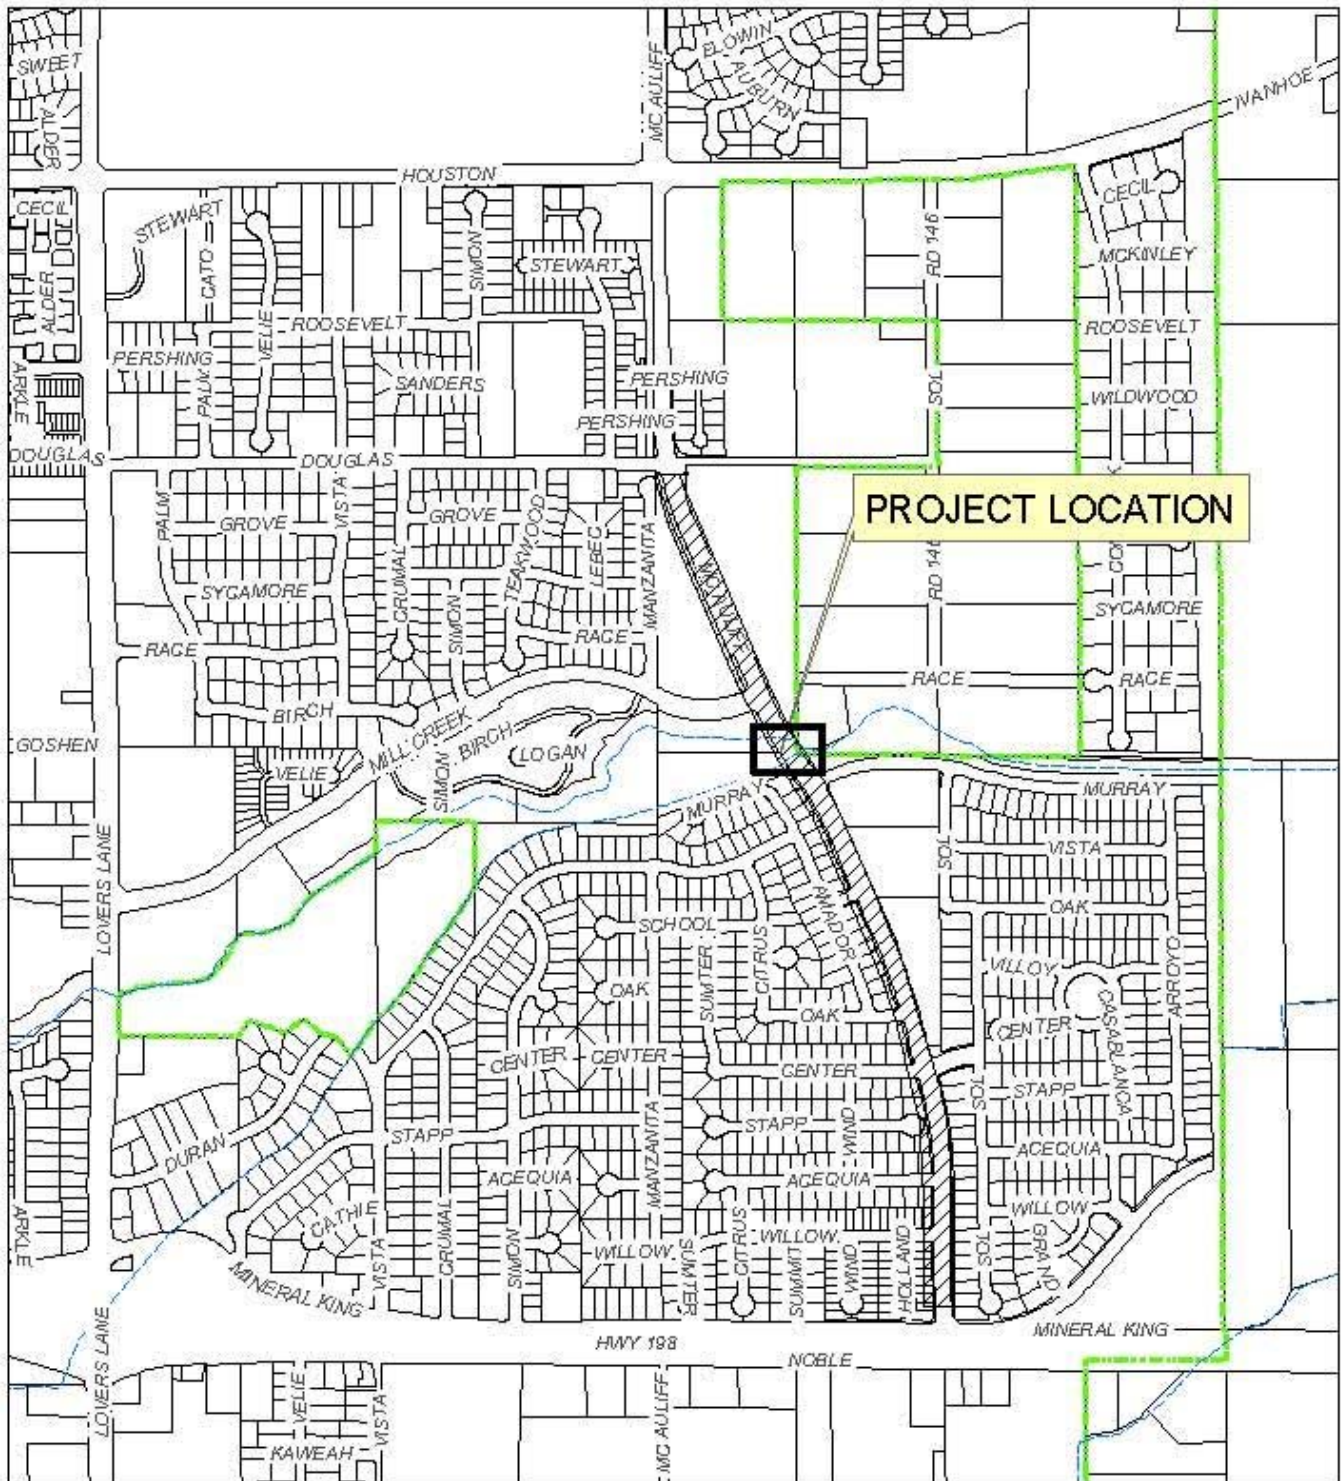 SWEET
ELOWIN
MC AULIFF
AUBURN
IVANHOE
ALDER
HOUSTON
CECIL
CECIL
STEWART
CATO
SIMON
STEWART
RD 146
MCKINLEY
ALDER
VELIE
ROOSEVELT
ROOSEVELT
PERSHING
PALM
SANDERS
PERSHING
SOL
WILDWOOD
ARKLE
PERSHING
DOUGLAS
DOUGLAS
PROJECT LOCATION
PALM
GROVE
VISTA
GROVE
TEAKWOOD
LEBEC
MANZANITA
CRUMAL
SYCAMORE
SIMON
RD 146
SYCAMORE
RACE
RACE
RACE
RACE
BIRCH
MILL CREEK
BIRCH
GOSHEN
LOGAN
VELIE
SIMON
MURRAY
MURRAY
LOVERS LANE
SOL
VISTA
OAK
AMADOR
SCHOOL
SUMTER
CITRUS
VILLOY
ARROYO
OAK
OAK
CENTER
CASABLANCA
CENTER
CENTER
CENTER
SOL
STAPP
STAPP
STAPP
WIND
MANZANITA
DURAN
ACEQUIA
ACEQUIA
ACEQUIA
ARKLE
CATHIE
VISTA
CRUMAL
SIMON
WILLOW
SUMTER
CITRUS
WILLOW
SUMMIT
WIND
HOLLAND
SOL
WILLOW
GRAND
MINERAL KING
MINERAL KING
HWY 198
NOBLE
LOVERS LANE
VELIE
VISTA
MC AULIFF
KAWEAH